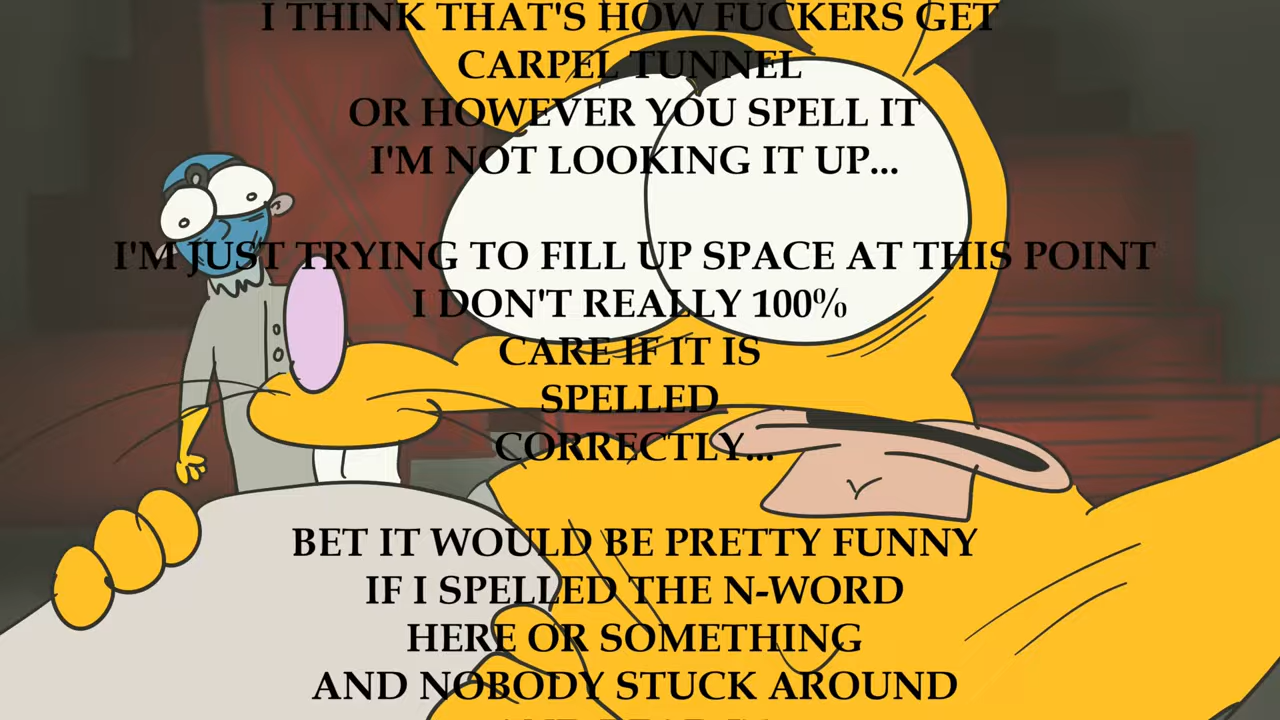 I THINK THAT'S HOW FUCKERS GET
CARPEL TUNNEL
OR HOWEVER YOU SPELL IT
I'M NOT LOOKING IT UP...
I'M JUST TRYING TO FILL UP SPACE AT THIS POINT
I DON'T REALLY 100%
CARE IF IT IS
SPELLED
CORRECTLY...
BET IT WOULD BE PRETTY FUNNY
IF I SPELLED THE N-WORD
HERE OR SOMETHING
AND NOBODY STUCK AROUND